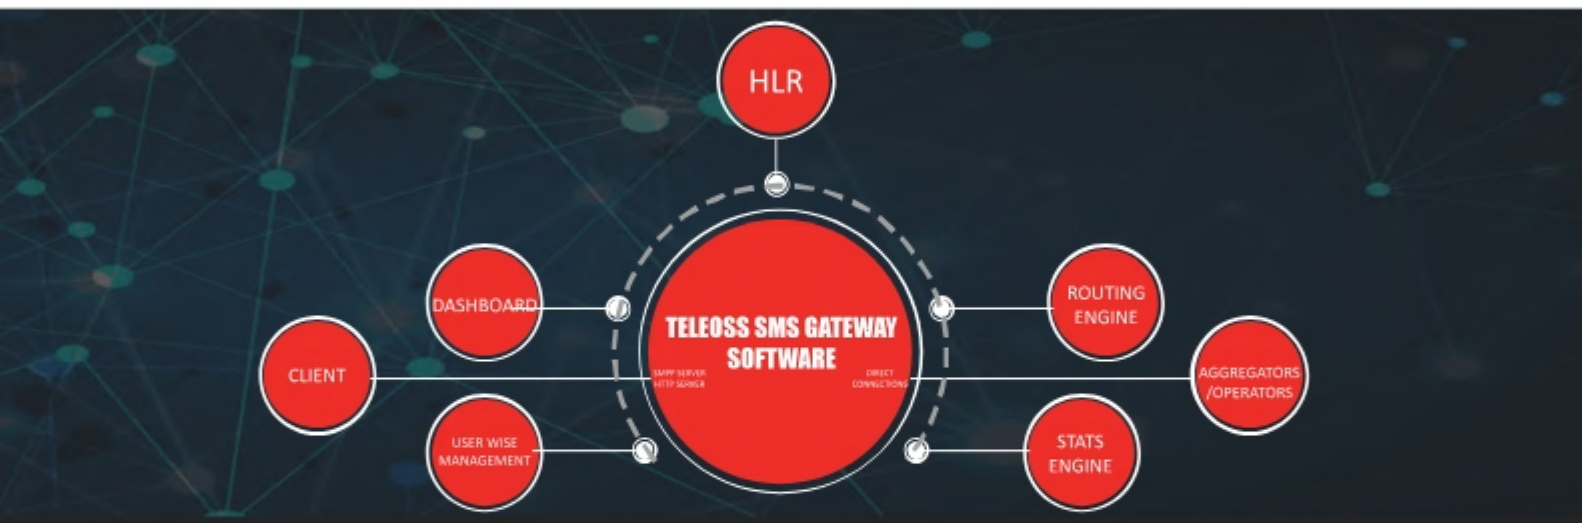 HLR
DASHBOARD
ROUTING
ENGINE
TELEOSS SMS GATEWAY
SOFTWARE
CLIENT
SMPP SERVER
HTTP SERVER
DIRECT
CONNECTIONS
AGGREGATORS
/OPERATORS
USER WISE
MANAGEMENT
STATS
ENGINE